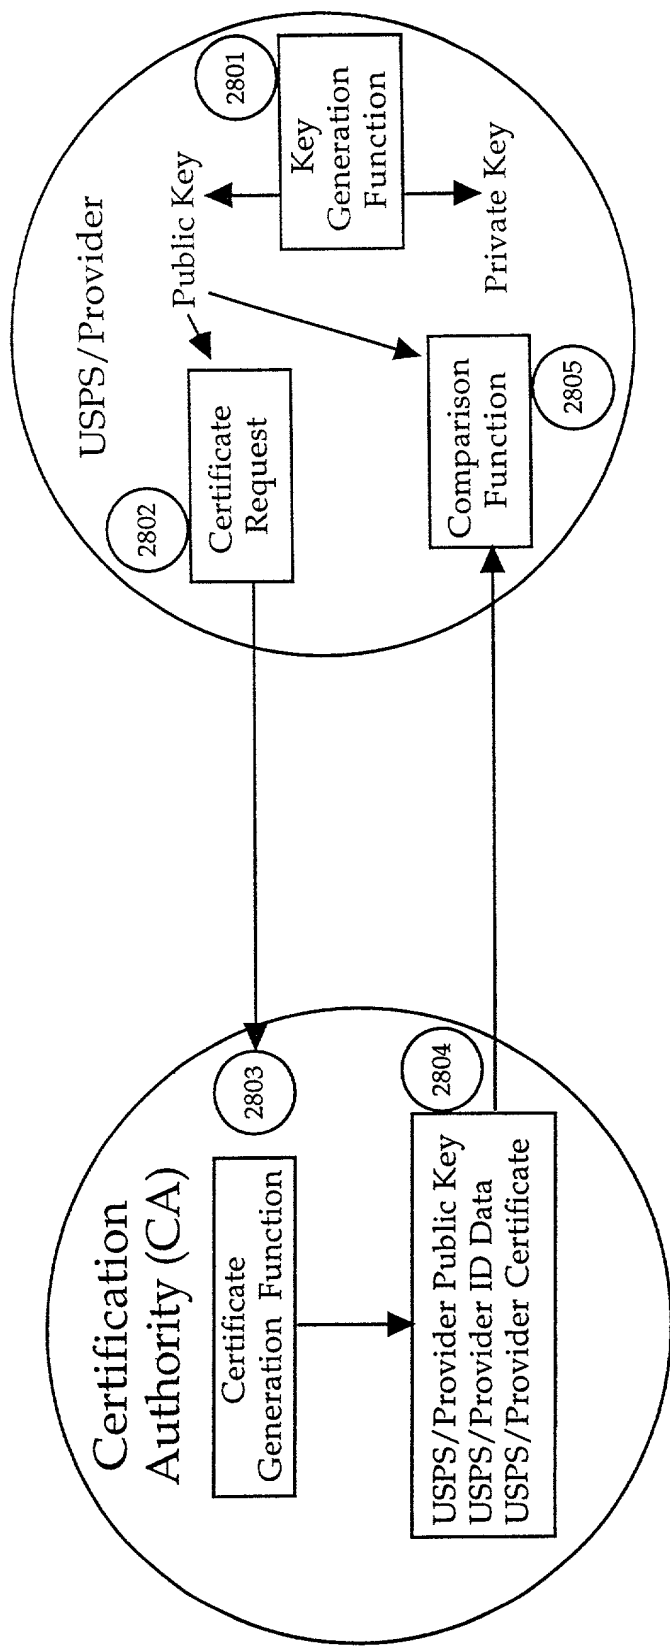 Certification
Authority (CA)
2803
Certificate
Generation Function
2804
USPS/Provider Public Key
USPS/Provider ID Data
USPS/Provider Certificate
USPS/Provider
2802
Certificate
Request
Public Key
2801
Key
Generation
Function
Private Key
Comparison
Function
2805